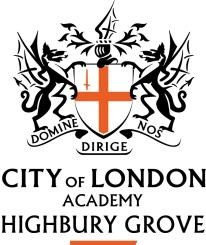 DOMINE DIRIGE NOS
CITY OF LONDON
ACADEMY
HIGHBURY GROVE